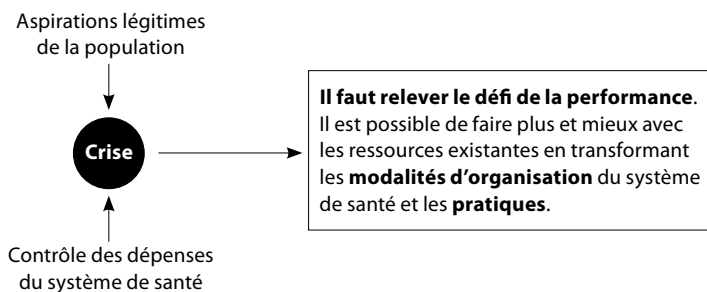 Aspirations légitimes
de la population
Crise
Il faut relever le défi de la performance.
Il est possible de faire plus et mieux avec
les ressources existantes en transformant
les modalités d’organisation du système
de santé et les pratiques.
Contrôle des dépenses
du système de santé